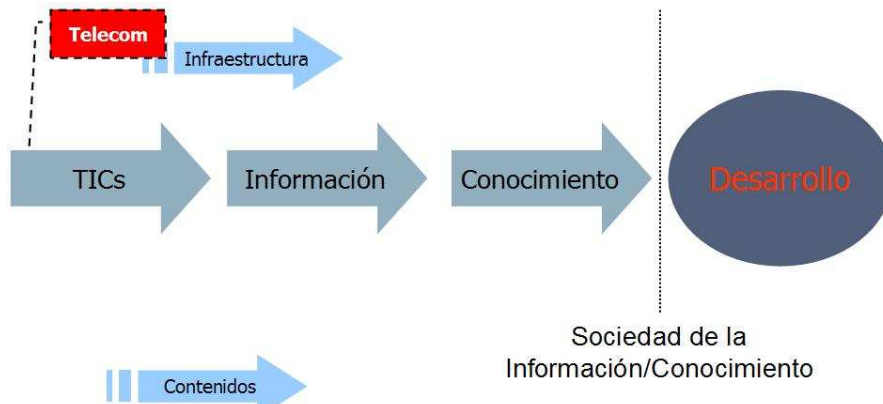 Telecom
Infraestructura
TICs
Información
Conocimiento
Desarrollo
Sociedad de la
Información/Conocimiento
Contenidos